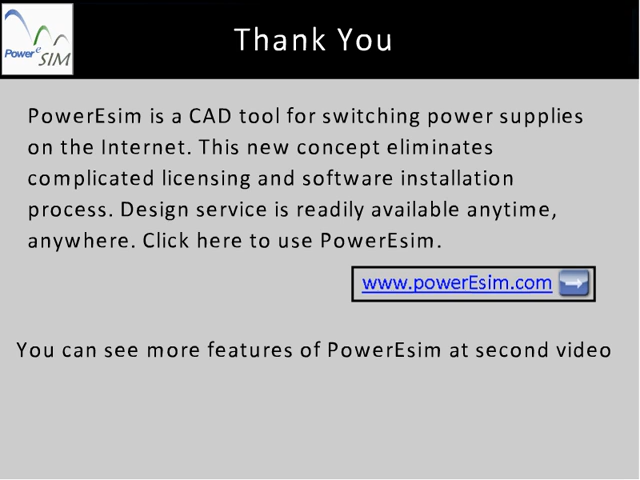 Power e SIM
Thank You
PowerEsim is a CAD tool for switching power supplies
on the Internet. This new concept eliminates
complicated licensing and software installation
process. Design service is readily available anytime,
anywhere. Click here to use PowerEsim.
www.powerEsim.com
You can see more features of PowerEsim at second video